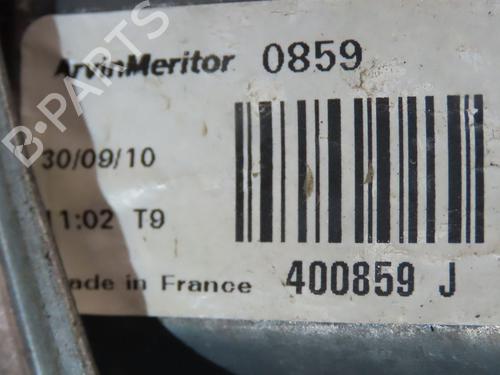 B-PARTS
ArvinMeritor 0859
30/09/10
11:02 T9
Made in France 400859 J